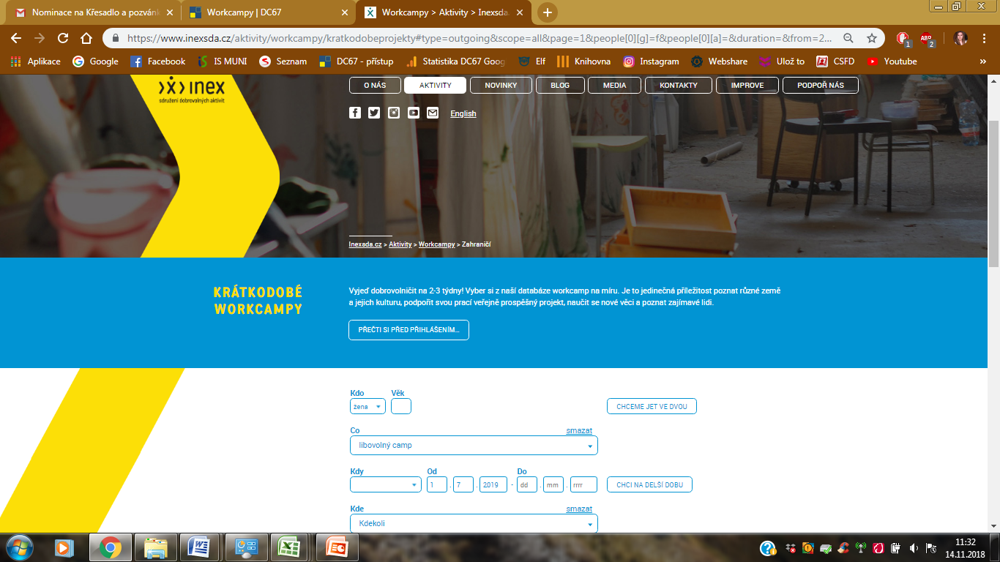 Nominace na Křesadlo a pozván
Workcampy | DC67
Workcampy > Aktivity > Inexsda.
https://www.inexsda.cz/aktivity/workcampy/kratkodobeprojekty#type=outgoing&scope=all&page=1&people[0][g]=f&people[0][a]=&duration=&from=2...
1
2
Aplikace
Google
Facebook
IS MUNI
Seznam
DC67 - přístup
Statistika DC67 Goog
Elf
Knihovna
Instagram
Webshare
Ulož to
CSFD
Youtube
»
inex
sdružení dobrovolných aktivit
O NÁS
AKTIVITY
NOVINKY
BLOG
MEDIA
KONTAKTY
IMPROVE
PODPOŘ NÁS
English
Inexsda.cz > Aktivity > Workcampy > Zahraničí
KRÁTKODOBÉ
WORKCAMPY
Vyjeď dobrovolničit na 2-3 týdny! Vyber si z naší databáze workcamp na míru. Je to jedinečná příležitost poznat různé země
a jejich kulturu, podpořit svou prací veřejně prospěšný projekt, naučit se nové věci a poznat zajímavé lidi.
PŘEČTI SI PŘED PŘIHLÁŠENÍM...
Kdo Věk
žena
CHCEME JET VE DVOU
Co smazat
libovolný camp
Kdy Od Do
1 . 7 . 2019 - dd . mm . rrrr
CHCI NA DELŠÍ DOBU
Kde smazat
Kdekoli
11:32
14.11.2018